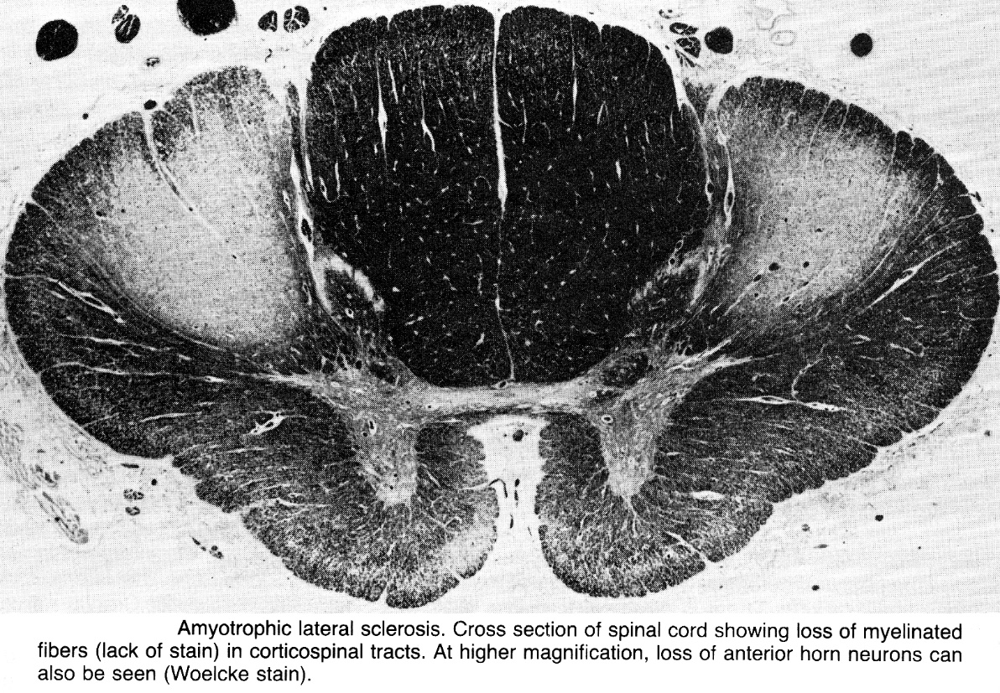 Amyotrophic lateral sclerosis. Cross section of spinal cord showing loss of myelinated
fibers (lack of stain) in corticospinal tracts. At higher magnification, loss of anterior horn neurons can
also be seen (Woelcke stain).